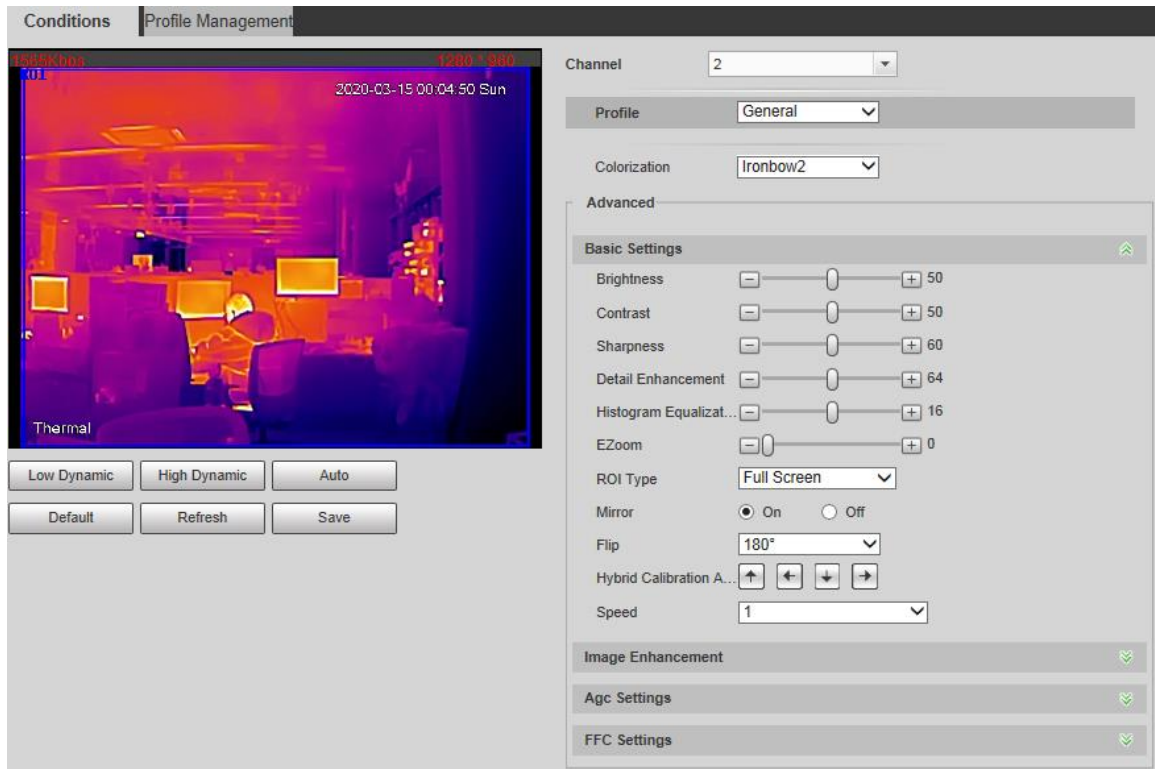 Conditions
Profile Management
1665Kbps
1280 * 960
R01
2020-03-15 00:04:50 Sun
Thermal
Low Dynamic
High Dynamic
Auto
Default
Refresh
Save
Channel 2
Profile General
Colorization Ironbow2
Advanced
Basic Settings
Brightness 50
Contrast 50
Sharpness 60
Detail Enhancement 64
Histogram Equalizat... 16
EZoom 0
ROI Type Full Screen
Mirror On Off
Flip 180°
Hybrid Calibration A...
Speed 1
Image Enhancement
Agc Settings
FFC Settings